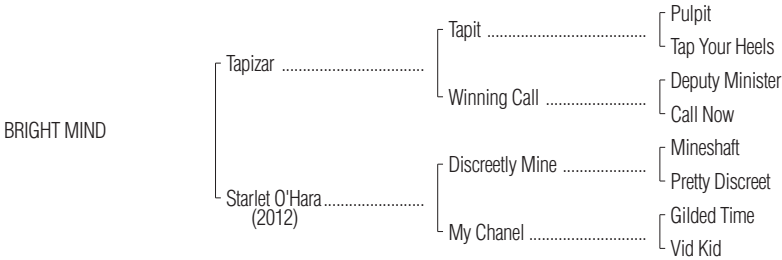 Pulpit
Tapit ......................................
Tap Your Heels
Tapizar ..................................
Deputy Minister
Winning Call ........................
Call Now
BRIGHT MIND
Mineshaft
Discreetly Mine ....................
Pretty Discreet
Starlet O'Hara ........................
(2012)
Gilded Time
My Chanel ............................
Vid Kid